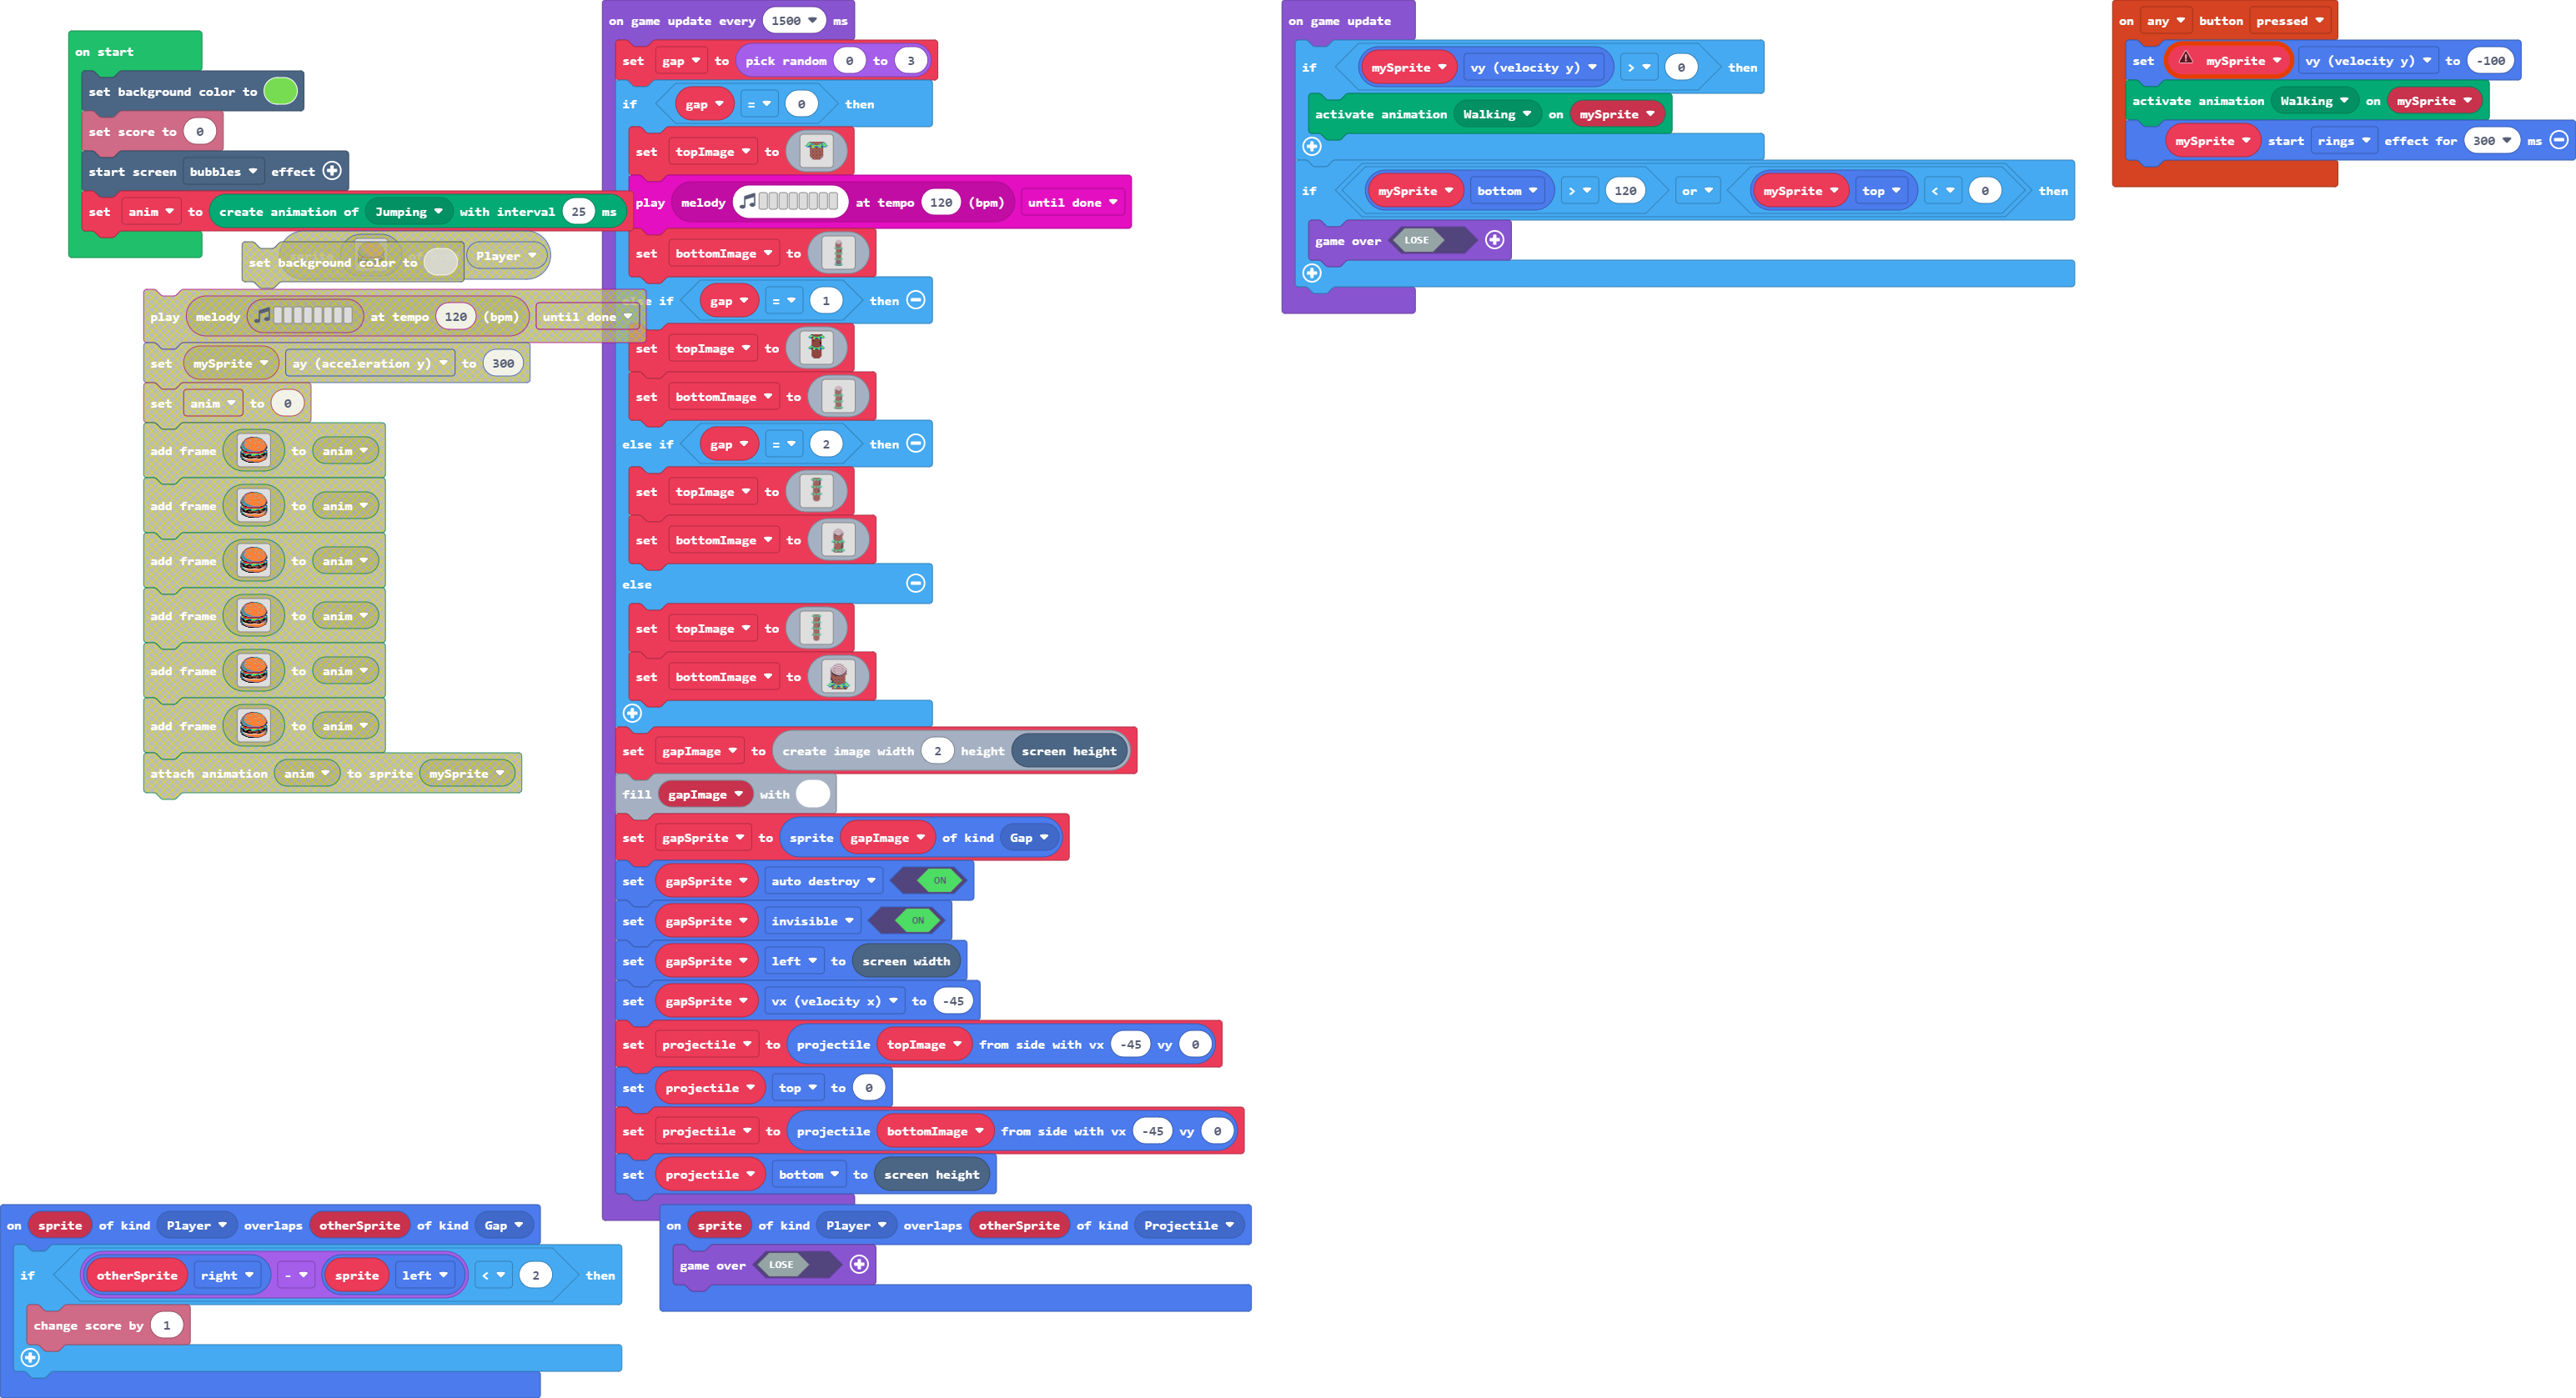 on start
set background color to
set score to 0
start screen bubbles effect
set anim to create animation of Jumping with interval 25 ms
Player
set background color to
play melody at tempo 120 (bpm) until done
set mySprite ay (acceleration y) to 300
set anim to 0
add frame to anim
add frame to anim
add frame to anim
add frame to anim
add frame to anim
add frame to anim
attach animation anim to sprite mySprite
on game update every 1500 ms
set gap to pick random 0 to 3
if gap = 0 then
set topImage to
play melody at tempo 120 (bpm) until done
set bottomImage to
else if gap = 1 then
set topImage to
set bottomImage to
else if gap = 2 then
set topImage to
set bottomImage to
else
set topImage to
set bottomImage to
set gapImage to create image width 2 height screen height
fill gapImage with
set gapSprite to sprite gapImage of kind Gap
set gapSprite auto destroy ON
set gapSprite invisible ON
set gapSprite left to screen width
set gapSprite vx (velocity x) to -45
set projectile to projectile topImage from side with vx -45 vy 0
set projectile top to 0
set projectile to projectile bottomImage from side with vx -45 vy 0
set projectile bottom to screen height
on game update
if mySprite vy (velocity y) > 0 then
activate animation Walking on mySprite
if mySprite bottom > 120 or mySprite top < 0 then
game over LOSE
on any button pressed
set mySprite vy (velocity y) to -100
activate animation Walking on mySprite
mySprite start rings effect for 300 ms
on sprite of kind Player overlaps otherSprite of kind Gap
if otherSprite right - sprite left < 2 then
change score by 1
on sprite of kind Player overlaps otherSprite of kind Projectile
game over LOSE